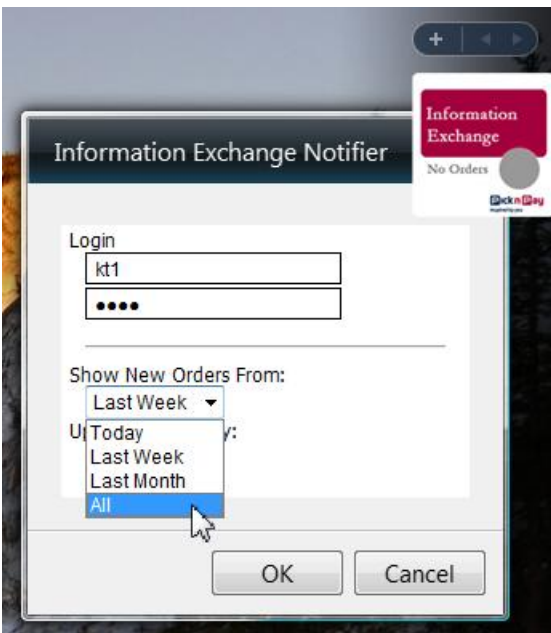 +
Information
Exchange
No Orders
Pick n Pay
Information Exchange Notifier
Login
kt1
••••
Show New Orders From:
Last Week
Today
Last Week
Last Month
All
OK
Cancel